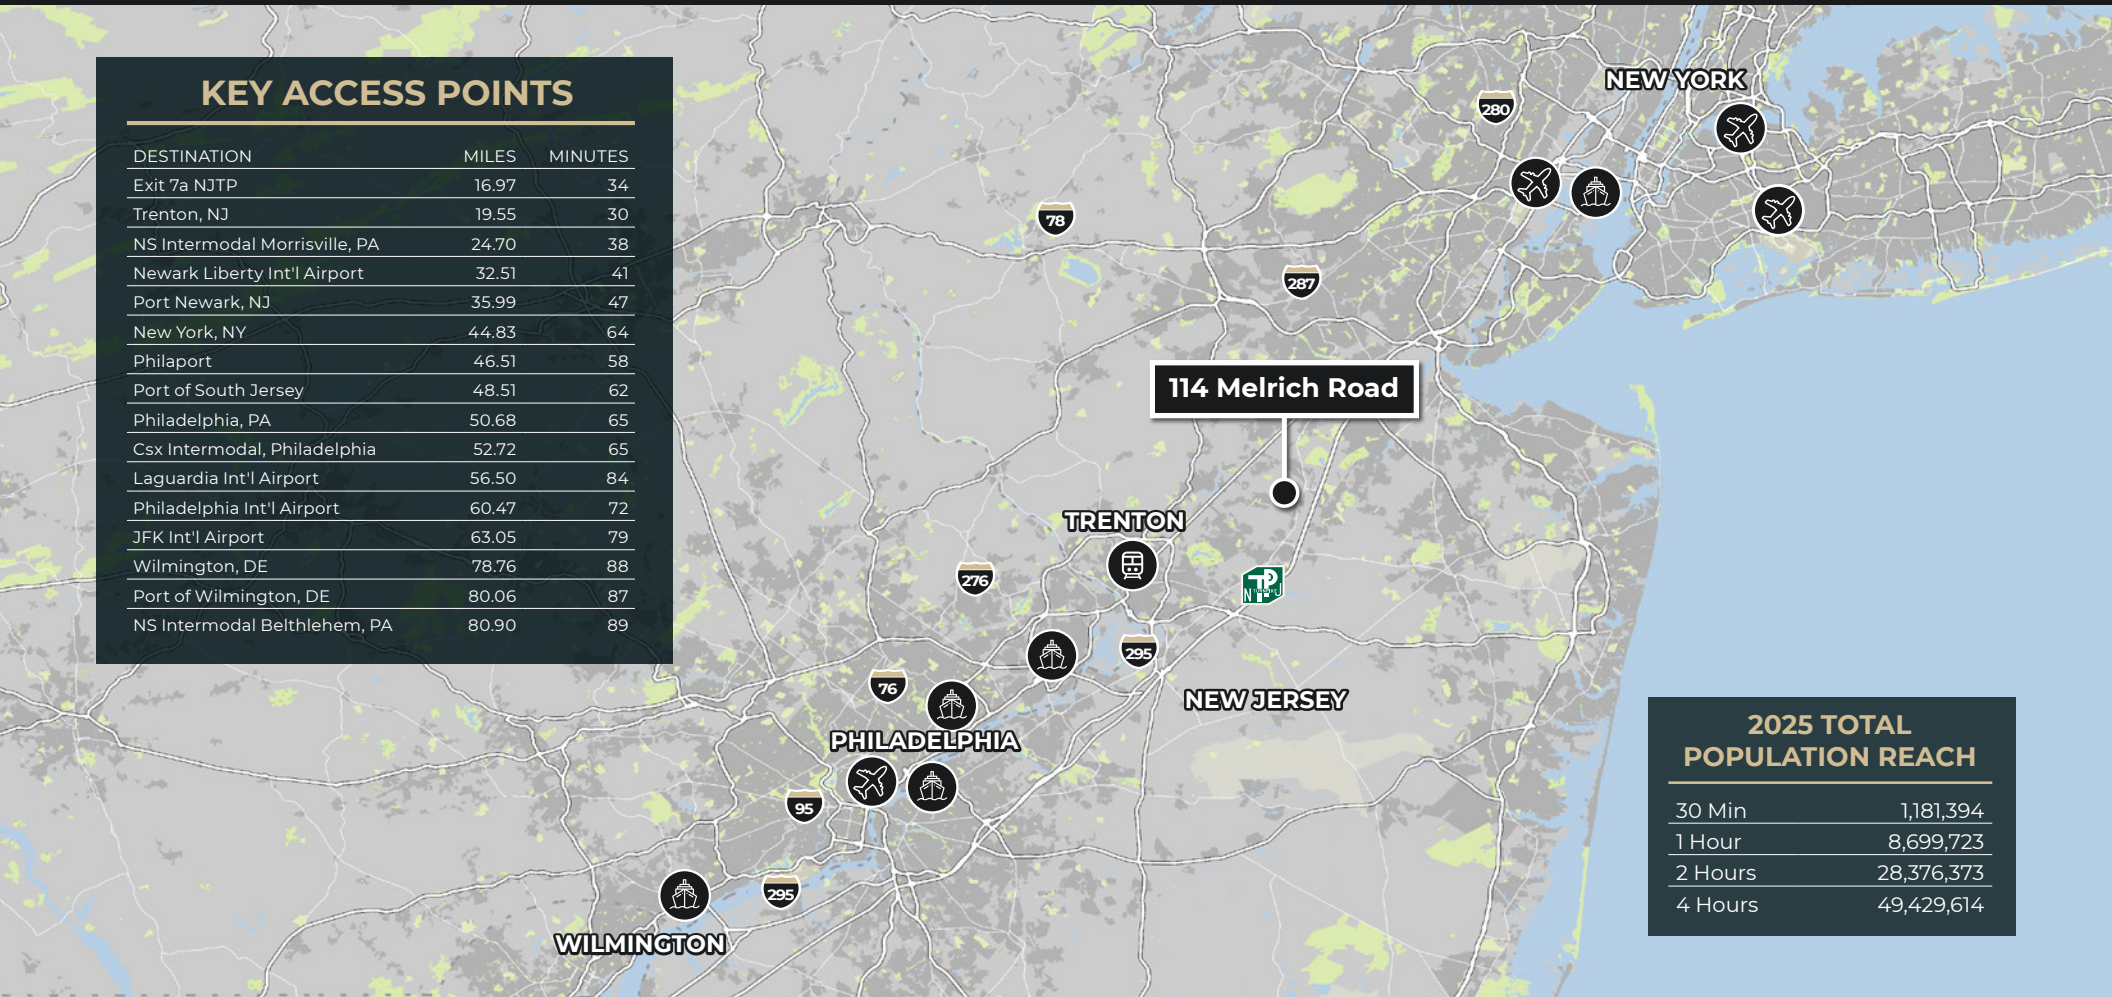 KEY ACCESS POINTS
DESTINATION MILES MINUTES
Exit 7a NJTP 16.97 34
Trenton, NJ 19.55 30
NS Intermodal Morrisville, PA 24.70 38
Newark Liberty Int'l Airport 32.51 41
Port Newark, NJ 35.99 47
New York, NY 44.83 64
Philaport 46.51 58
Port of South Jersey 48.51 62
Philadelphia, PA 50.68 65
Csx Intermodal, Philadelphia 52.72 65
Laguardia Int'l Airport 56.50 84
Philadelphia Int'l Airport 60.47 72
JFK Int'l Airport 63.05 79
Wilmington, DE 78.76 88
Port of Wilmington, DE 80.06 87
NS Intermodal Belthlehem, PA 80.90 89
NEW YORK
280
78
287
114 Melrich Road
TRENTON
276
NJ TP
295
76
NEW JERSEY
PHILADELPHIA
95
295
WILMINGTON
2025 TOTAL
POPULATION REACH
30 Min 1,181,394
1 Hour 8,699,723
2 Hours 28,376,373
4 Hours 49,429,614